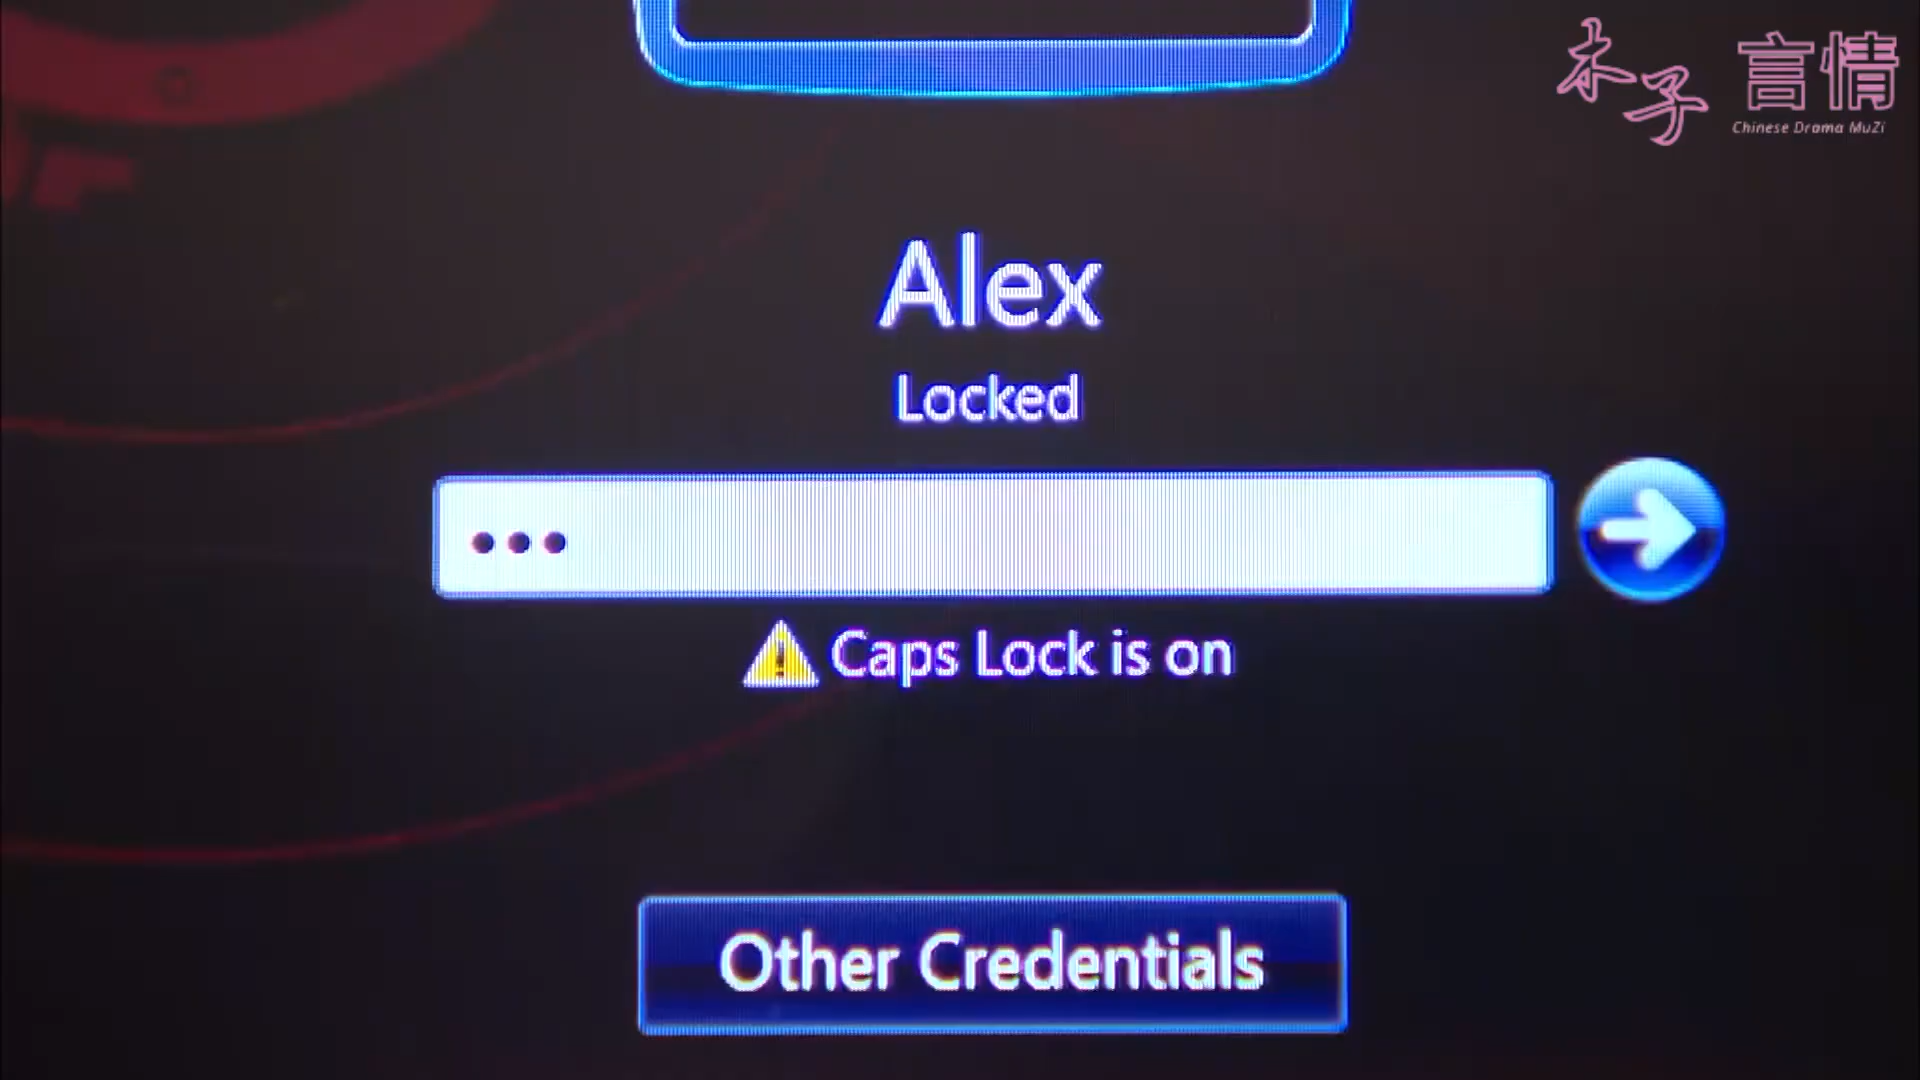 木子 言情
Chinese Drama MuZi
Alex
Locked
Caps Lock is on
Other Credentials